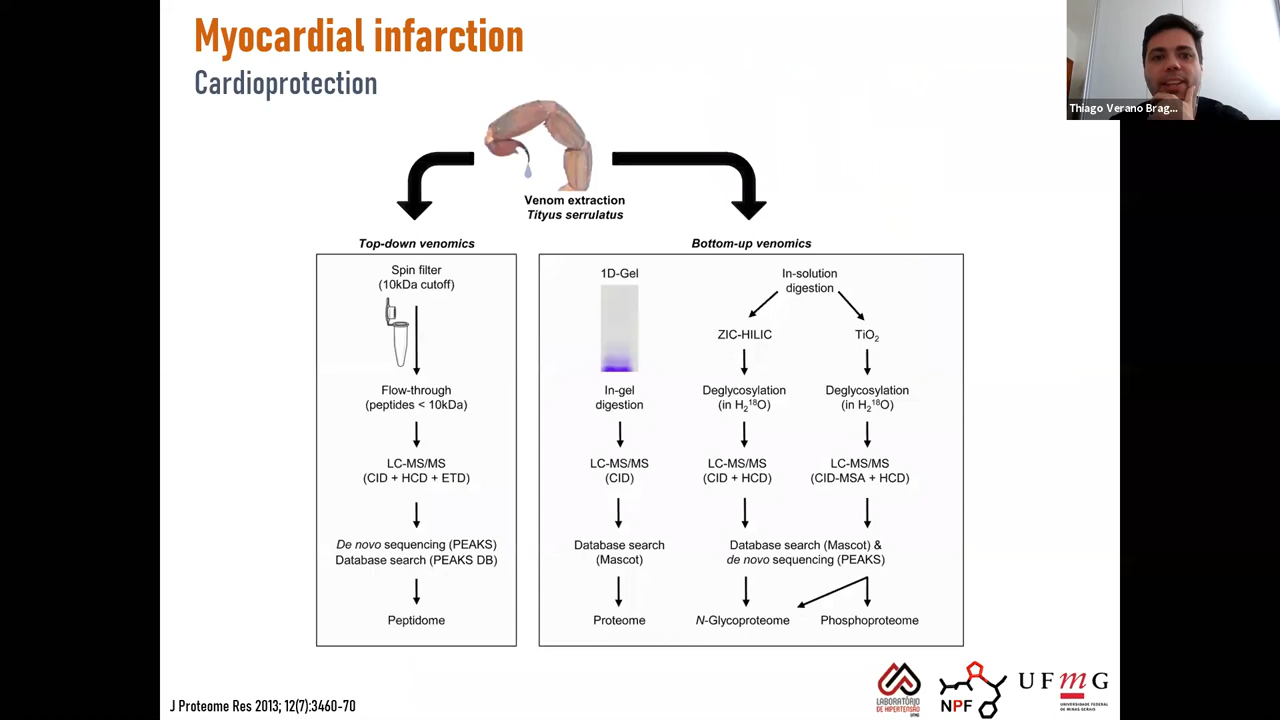 Myocardial infarction
Cardioprotection
Thiago Verano Brag...
Venom extraction
Tityus serrulatus
Top-down venomics
Spin filter
(10kDa cutoff)
Flow-through
(peptides < 10kDa)
LC-MS/MS
(CID + HCD + ETD)
De novo sequencing (PEAKS)
Database search (PEAKS DB)
Peptidome
Bottom-up venomics
1D-Gel
In-gel
digestion
LC-MS/MS
(CID)
Database search
(Mascot)
Proteome
In-solution
digestion
ZIC-HILIC
TiO₂
Deglycosylation
(in H₂¹⁸O)
Deglycosylation
(in H₂¹⁸O)
LC-MS/MS
(CID + HCD)
LC-MS/MS
(CID-MSA + HCD)
Database search (Mascot) &
de novo sequencing (PEAKS)
N-Glycoproteome
Phosphoproteome
J Proteome Res 2013; 12(7):3460-70
LABORATÓRIO
DE HIPERTENSÃO
UFMG
NPF
UFmG
UNIVERSIDADE FEDERAL
DE MINAS GERAIS